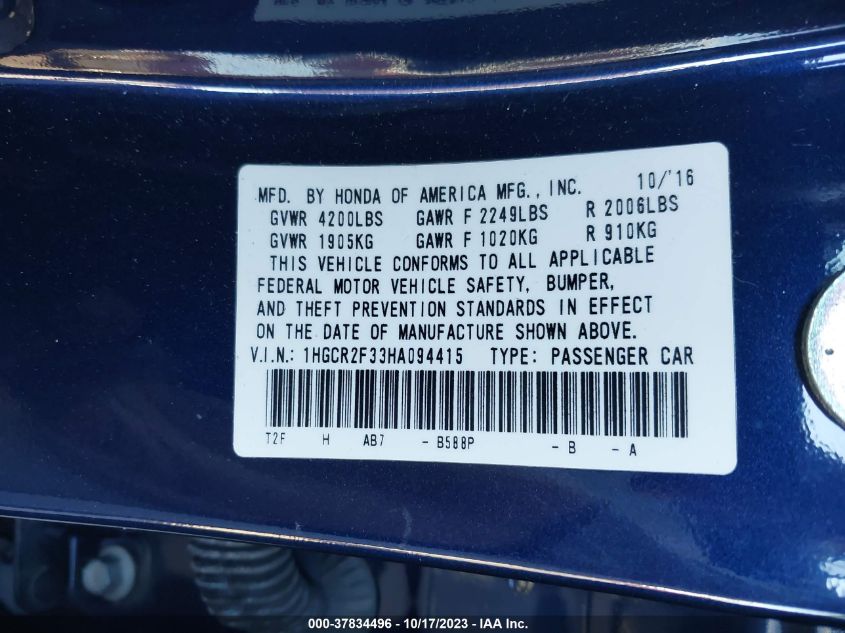 MFD. BY HONDA OF AMERICA MFG., INC. 10/'16
GVWR 4200LBS GAWR F 2249LBS R 2006LBS
GVWR 1905KG GAWR F 1020KG R 910KG
THIS VEHICLE CONFORMS TO ALL APPLICABLE
FEDERAL MOTOR VEHICLE SAFETY, BUMPER,
AND THEFT PREVENTION STANDARDS IN EFFECT
ON THE DATE OF MANUFACTURE SHOWN ABOVE.
V.I.N.: 1HGCR2F33HA094415 TYPE: PASSENGER CAR
T2F H AB7 - B588P - B - A
000-37834496 - 10/17/2023 - IAA Inc.